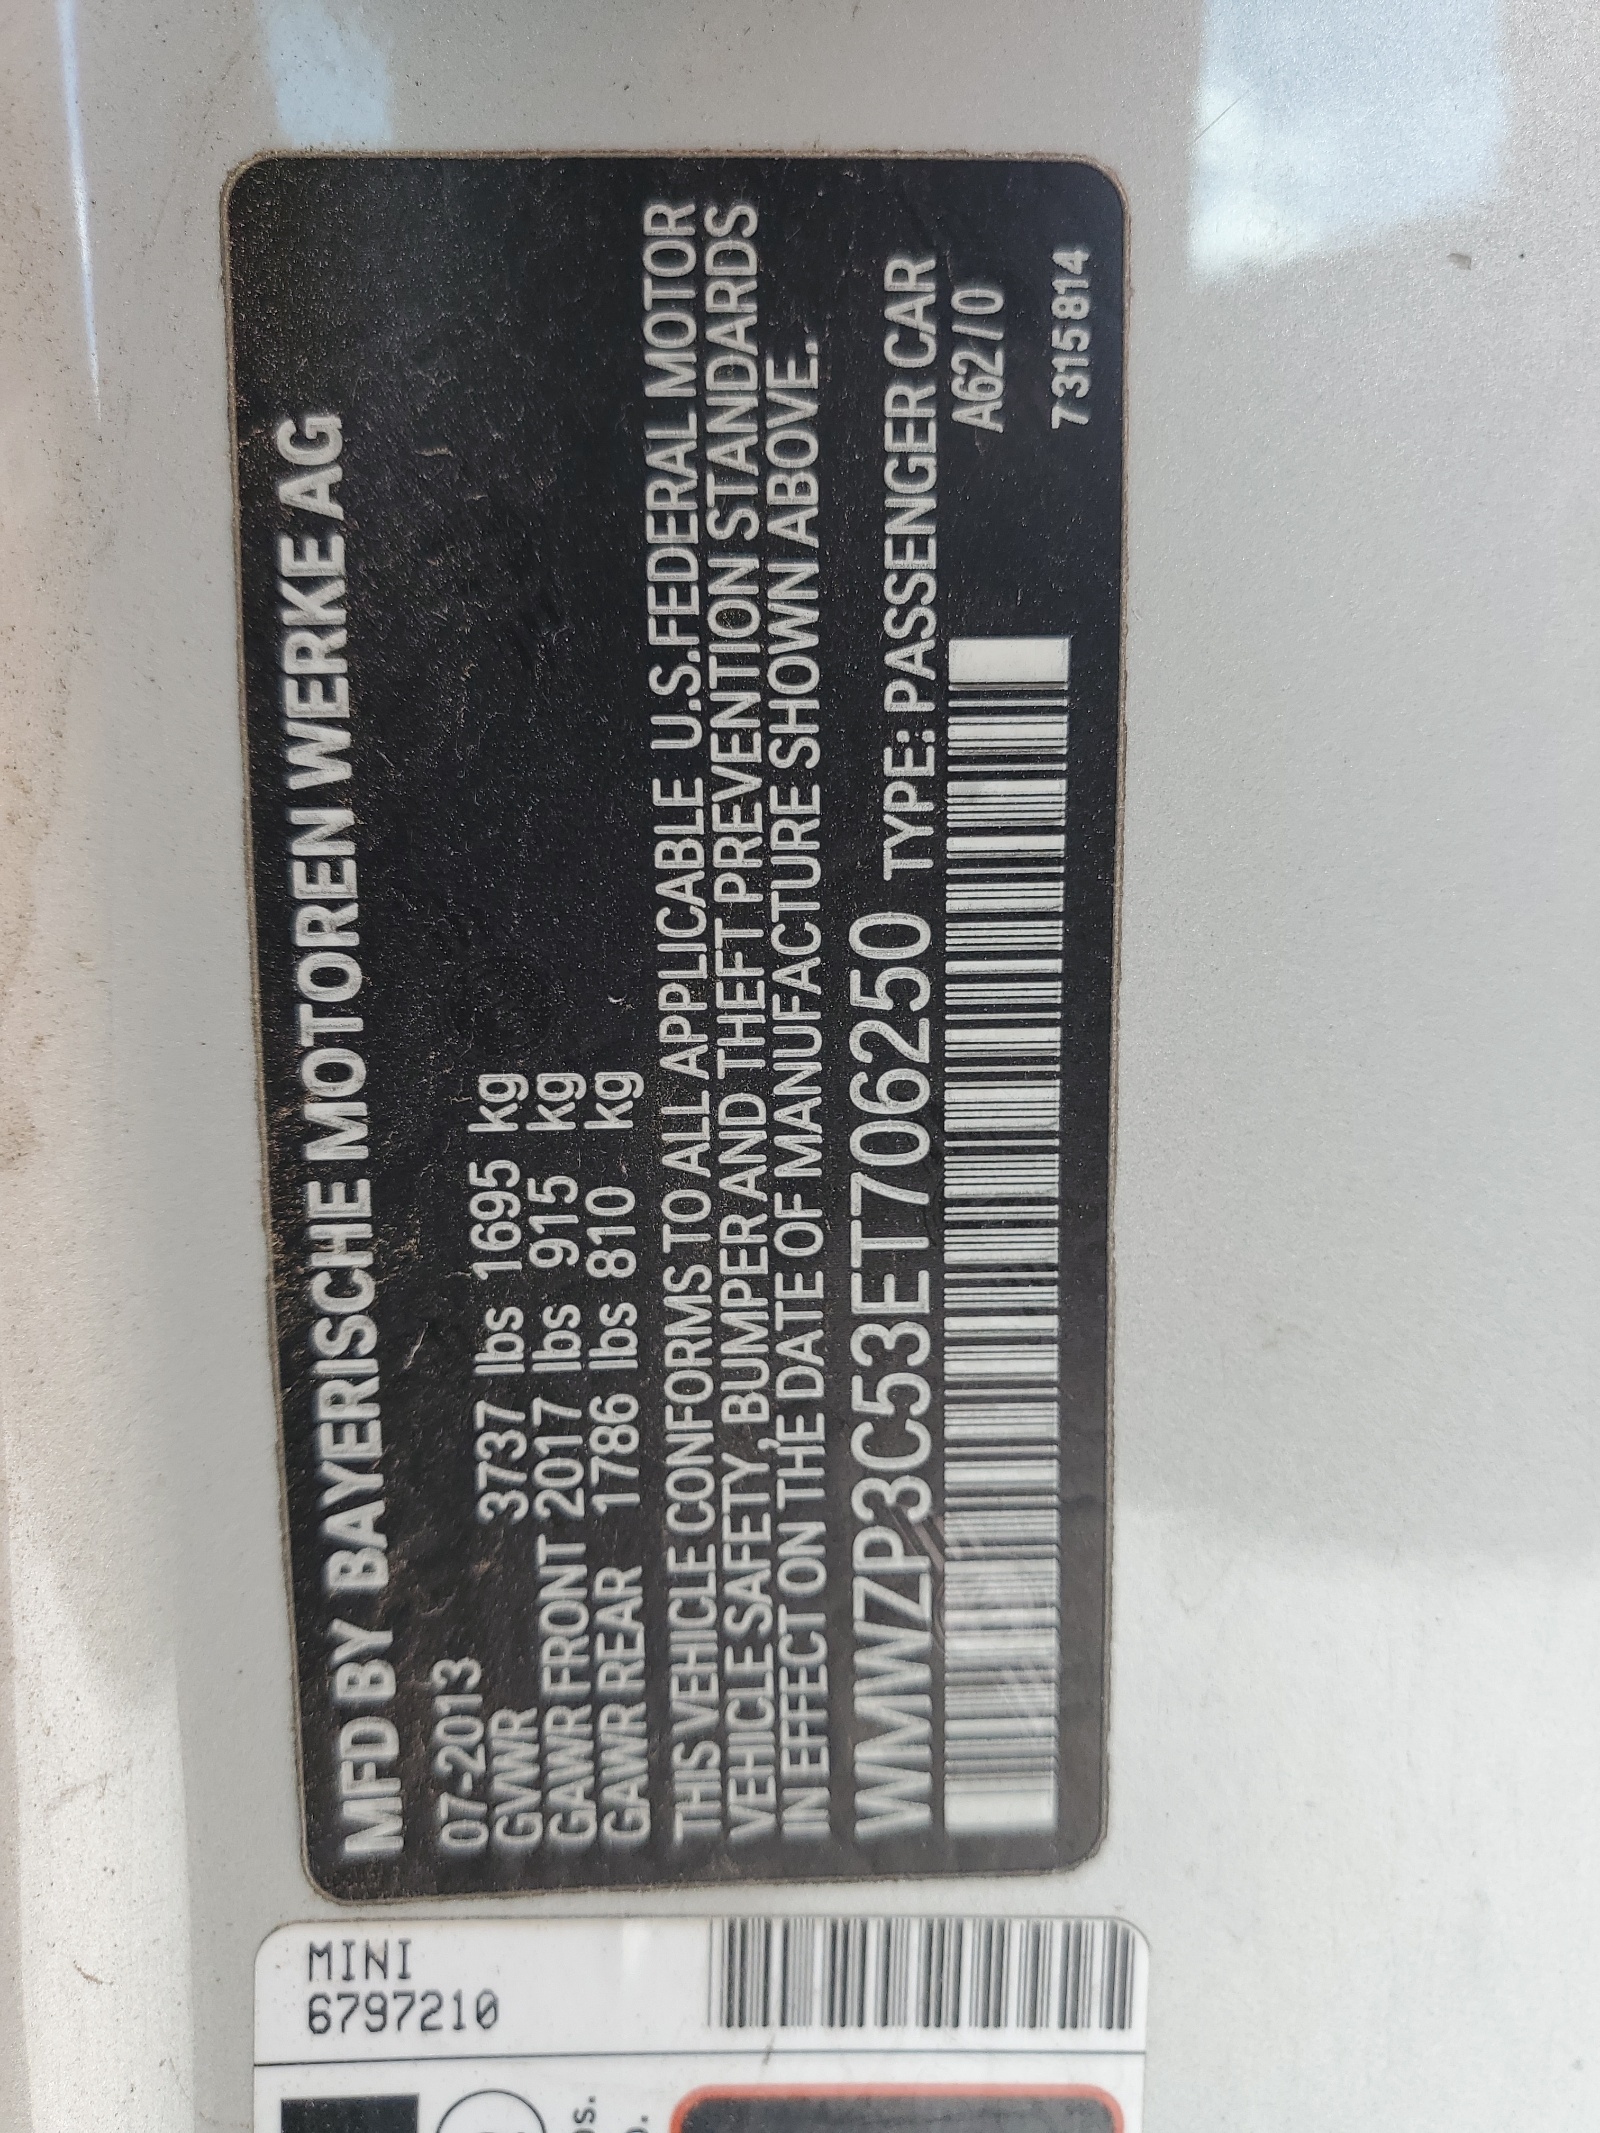 MFD BY BAYERISCHE MOTOREN WERKE AG
07-2013
GVWR 3737 lbs 1695 kg
GAWR FRONT 2017 lbs 915 kg
GAWR REAR 1786 lbs 810 kg
THIS VEHICLE CONFORMS TO ALL APPLICABLE U.S.FEDERAL MOTOR
VEHICLE SAFETY, BUMPER AND THEFT PREVENTION STANDARDS
IN EFFECT ON THE DATE OF MANUFACTURE SHOWN ABOVE.
WMWZP3C53ET706250 TYPE: PASSENGER CAR
A62/0
7315814
MINI
6797210